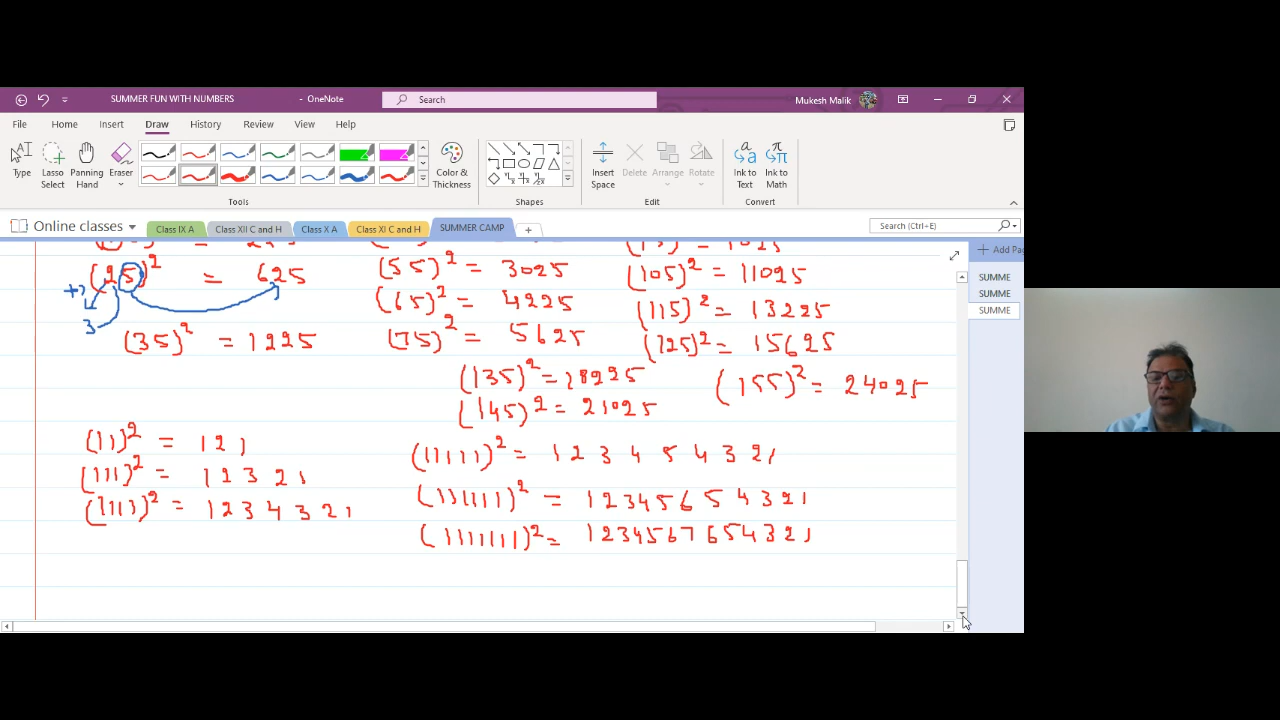 SUMMER FUN WITH NUMBERS - OneNote
Search
Mukesh Malik
File Home Insert Draw History Review View Help
Type
Lasso Select
Panning Hand
Eraser
Color & Thickness
Insert Space
Delete
Arrange
Rotate
Ink to Text
Ink to Math
Tools
Shapes
Edit
Convert
Online classes
Class IX A
Class XII C and H
Class X A
Class XI C and H
SUMMER CAMP
Search (Ctrl+E)
Add Pag
SUMME
SUMME
SUMME
(25)² = 625
3
(35)² = 1225
(55)² = 3025
(65)² = 4225
(75)² = 5625
(105)² = 11025
(115)² = 13225
(125)² = 15625
(135)² = 18225
(145)² = 21025
(155)² = 24025
(11)² = 121
(111)² = 12321
(1111)² = 1234321
(11111)² = 123454321
(111111)² = 12345654321
(1111111)² = 1234567654321